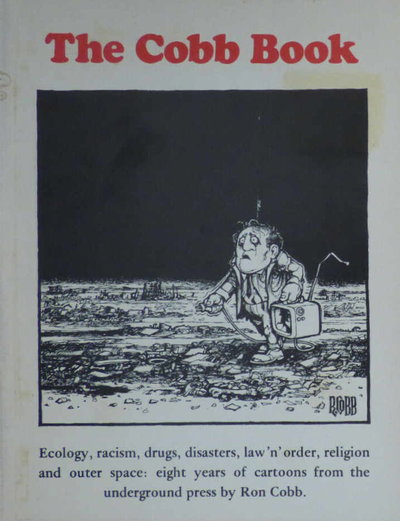 The Cobb Book
R.COBB
Ecology, racism, drugs, disasters, law 'n' order, religion
and outer space: eight years of cartoons from the
underground press by Ron Cobb.